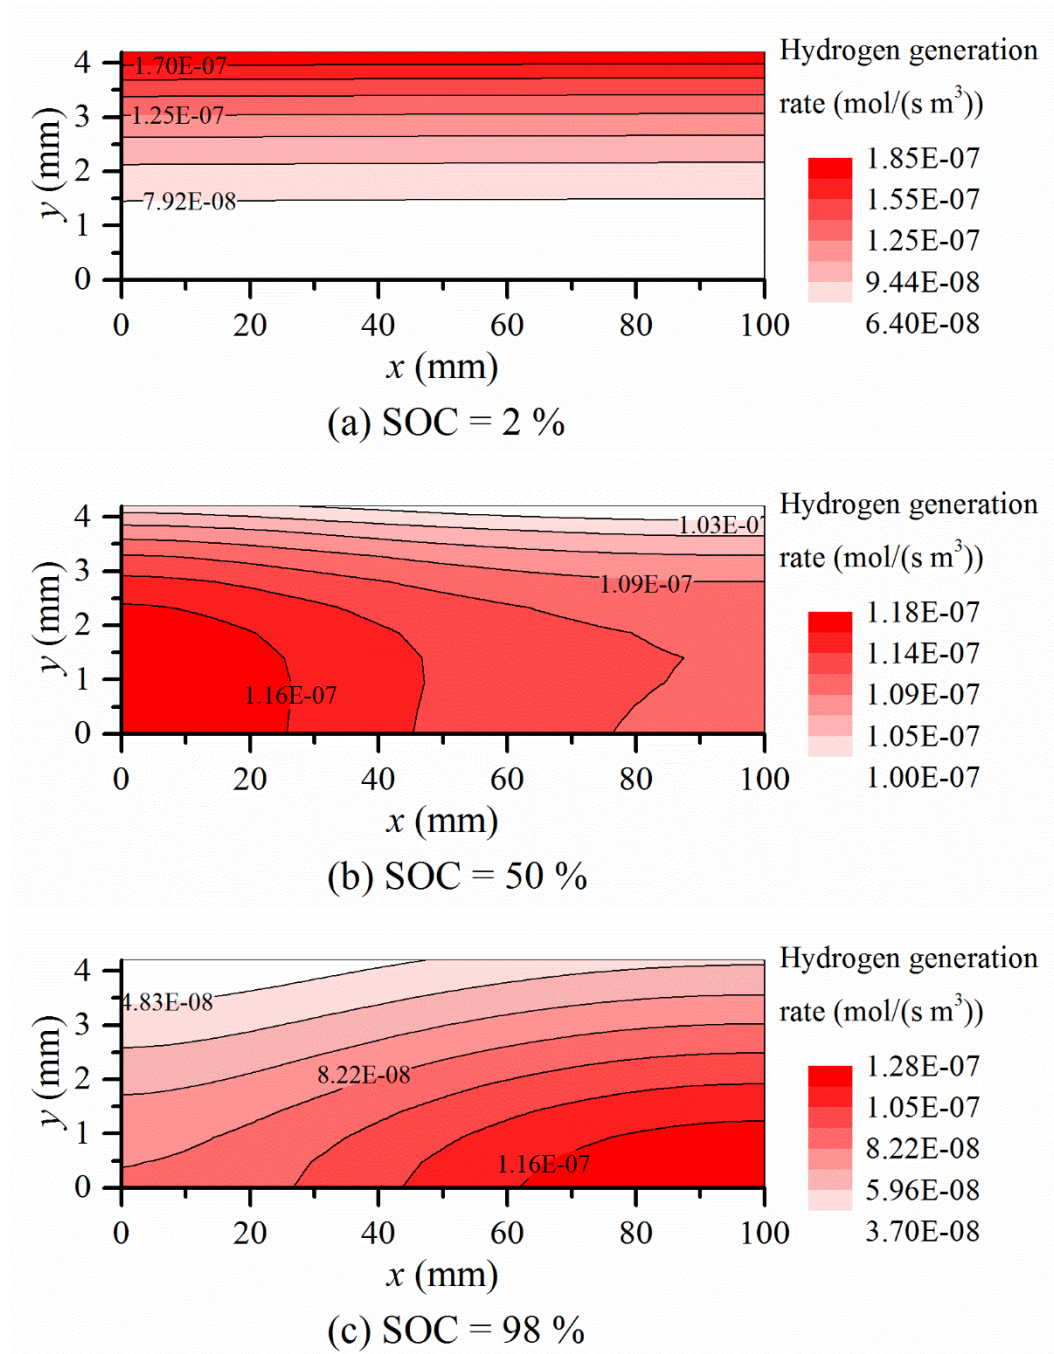 Hydrogen generation
rate (mol/(s m³))
4
3
2
1
0
y (mm)
1.70E-07
1.25E-07
7.92E-08
1.85E-07
1.55E-07
1.25E-07
9.44E-08
6.40E-08
0 20 40 60 80 100
x (mm)
(a) SOC = 2 %
Hydrogen generation
rate (mol/(s m³))
4
3
2
1
0
y (mm)
1.03E-07
1.09E-07
1.16E-07
1.18E-07
1.14E-07
1.09E-07
1.05E-07
1.00E-07
0 20 40 60 80 100
x (mm)
(b) SOC = 50 %
Hydrogen generation
rate (mol/(s m³))
4
3
2
1
0
y (mm)
4.83E-08
8.22E-08
1.16E-07
1.28E-07
1.05E-07
8.22E-08
5.96E-08
3.70E-08
0 20 40 60 80 100
x (mm)
(c) SOC = 98 %